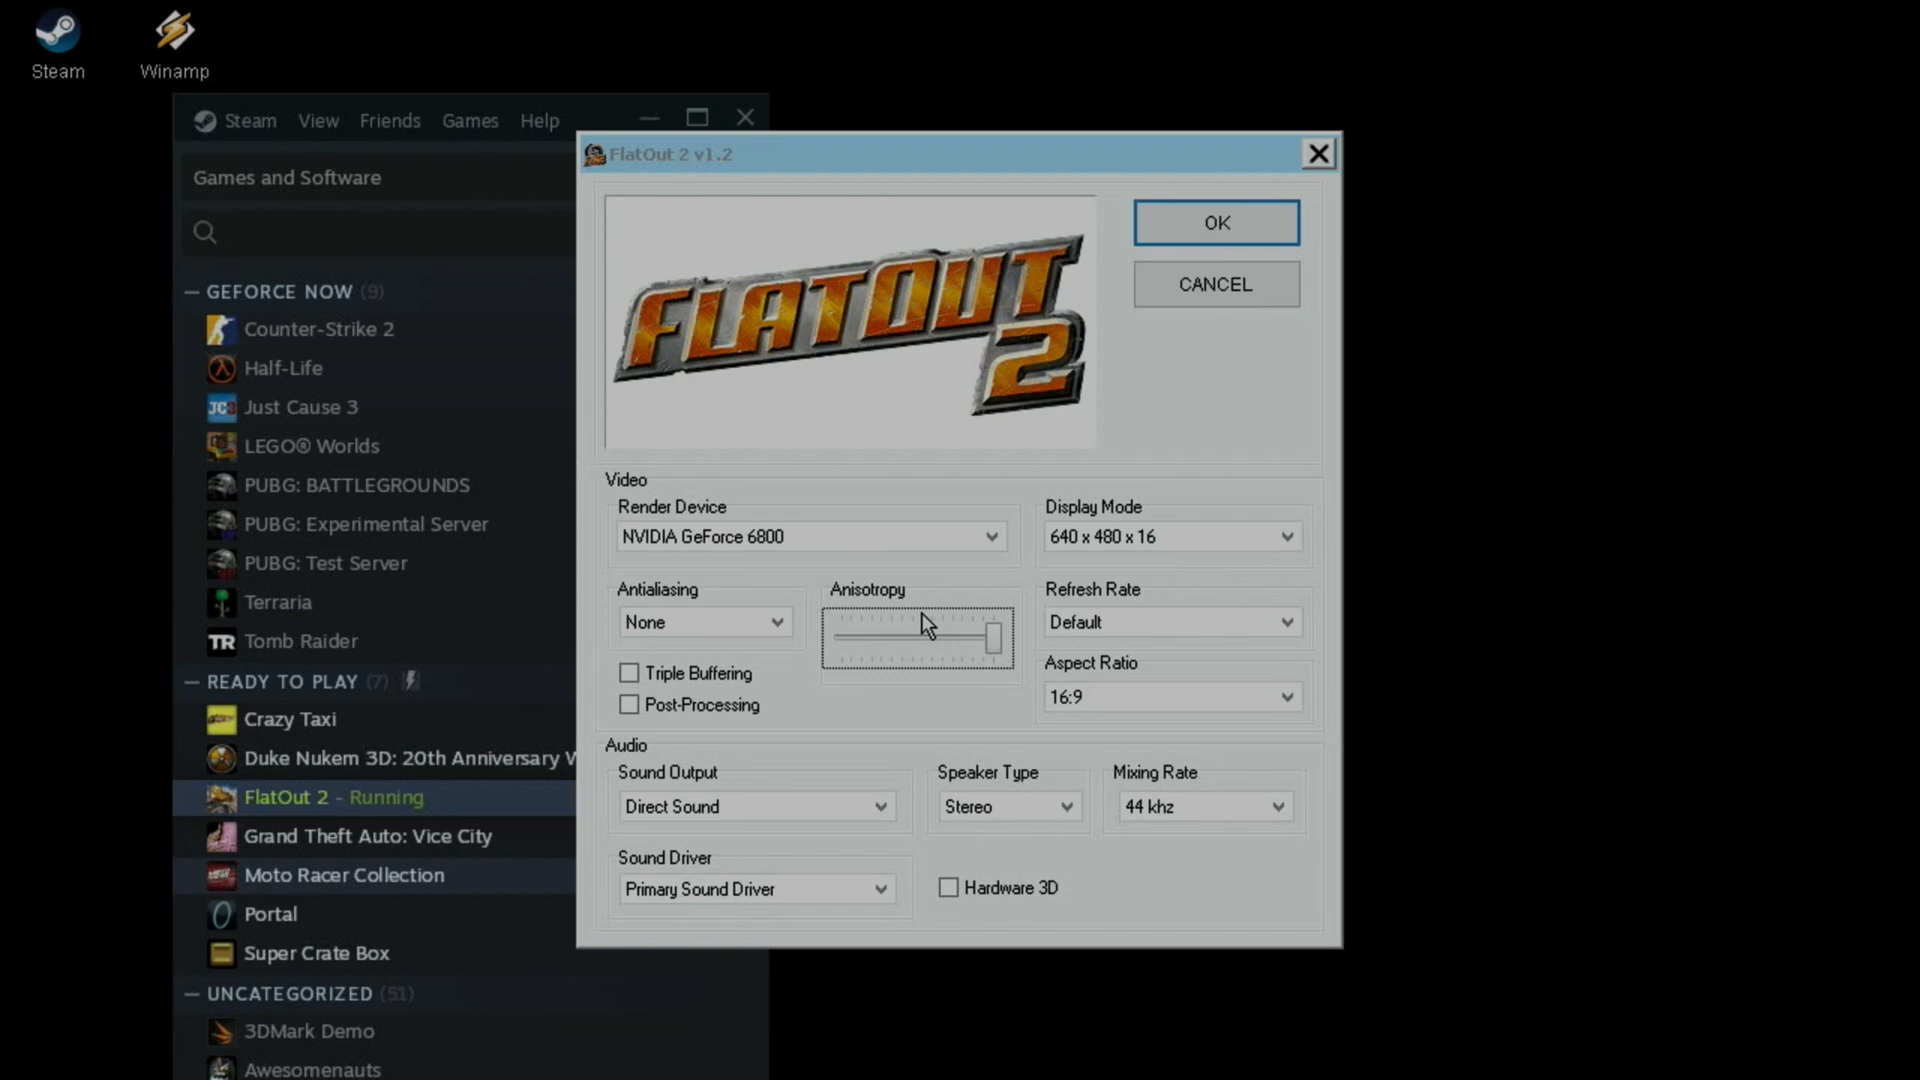 Steam
Winamp
Steam View Friends Games Help
Games and Software
GEFORCE NOW (9)
Counter-Strike 2
Half-Life
Just Cause 3
LEGO® Worlds
PUBG: BATTLEGROUNDS
PUBG: Experimental Server
PUBG: Test Server
Terraria
Tomb Raider
READY TO PLAY (7)
Crazy Taxi
Duke Nukem 3D: 20th Anniversary W
FlatOut 2 - Running
Grand Theft Auto: Vice City
Moto Racer Collection
Portal
Super Crate Box
UNCATEGORIZED (51)
3DMark Demo
Awesomenauts
FlatOut 2 v1.2
FLATOUT
2
OK
CANCEL
Video
Render Device
NVIDIA GeForce 6800
Display Mode
640 x 480 x 16
Antialiasing
None
Anisotropy
Refresh Rate
Default
Triple Buffering
Post-Processing
Aspect Ratio
16:9
Audio
Sound Output
Direct Sound
Speaker Type
Stereo
Mixing Rate
44 khz
Sound Driver
Primary Sound Driver
Hardware 3D